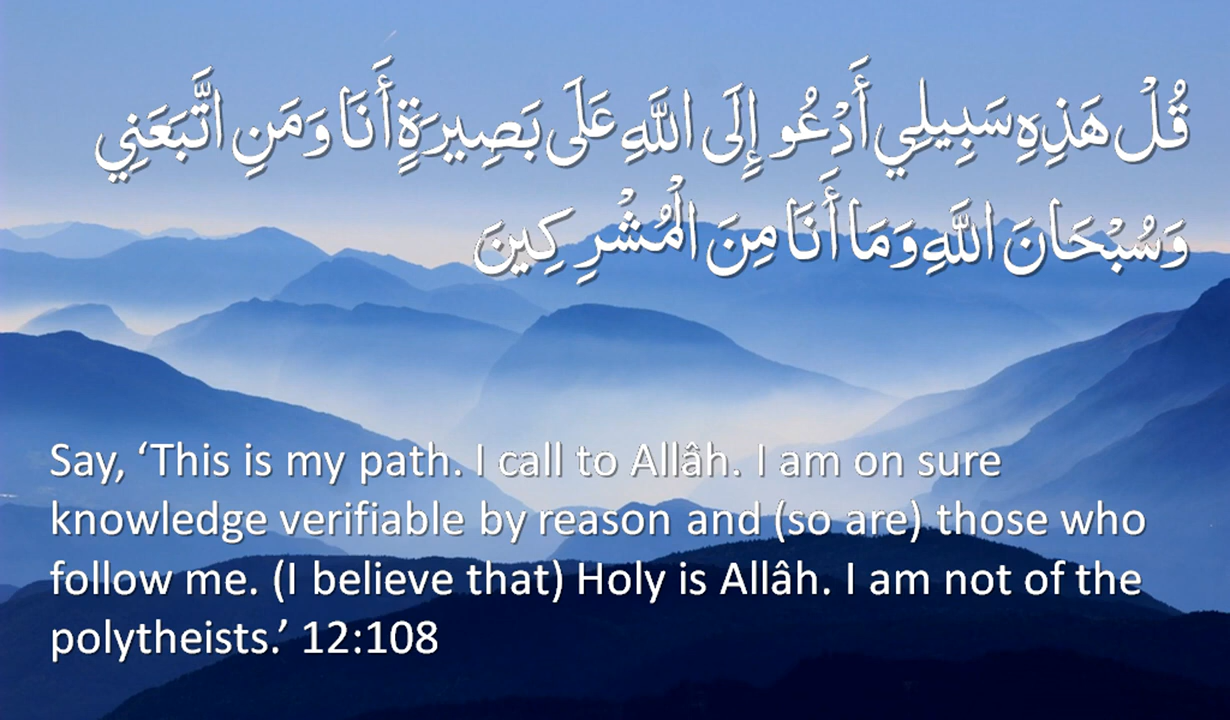 قُلْ هَذِهِ سَبِيلِي أَدْعُو إِلَى اللَّهِ عَلَى بَصِيرَةٍ أَنَا وَمَنِ اتَّبَعَنِي
وَسُبْحَانَ اللَّهِ وَمَا أَنَا مِنَ الْمُشْرِكِينَ
Say, ‘This is my path. I call to Allâh. I am on sure
knowledge verifiable by reason and (so are) those who
follow me. (I believe that) Holy is Allâh. I am not of the
polytheists.’ 12:108